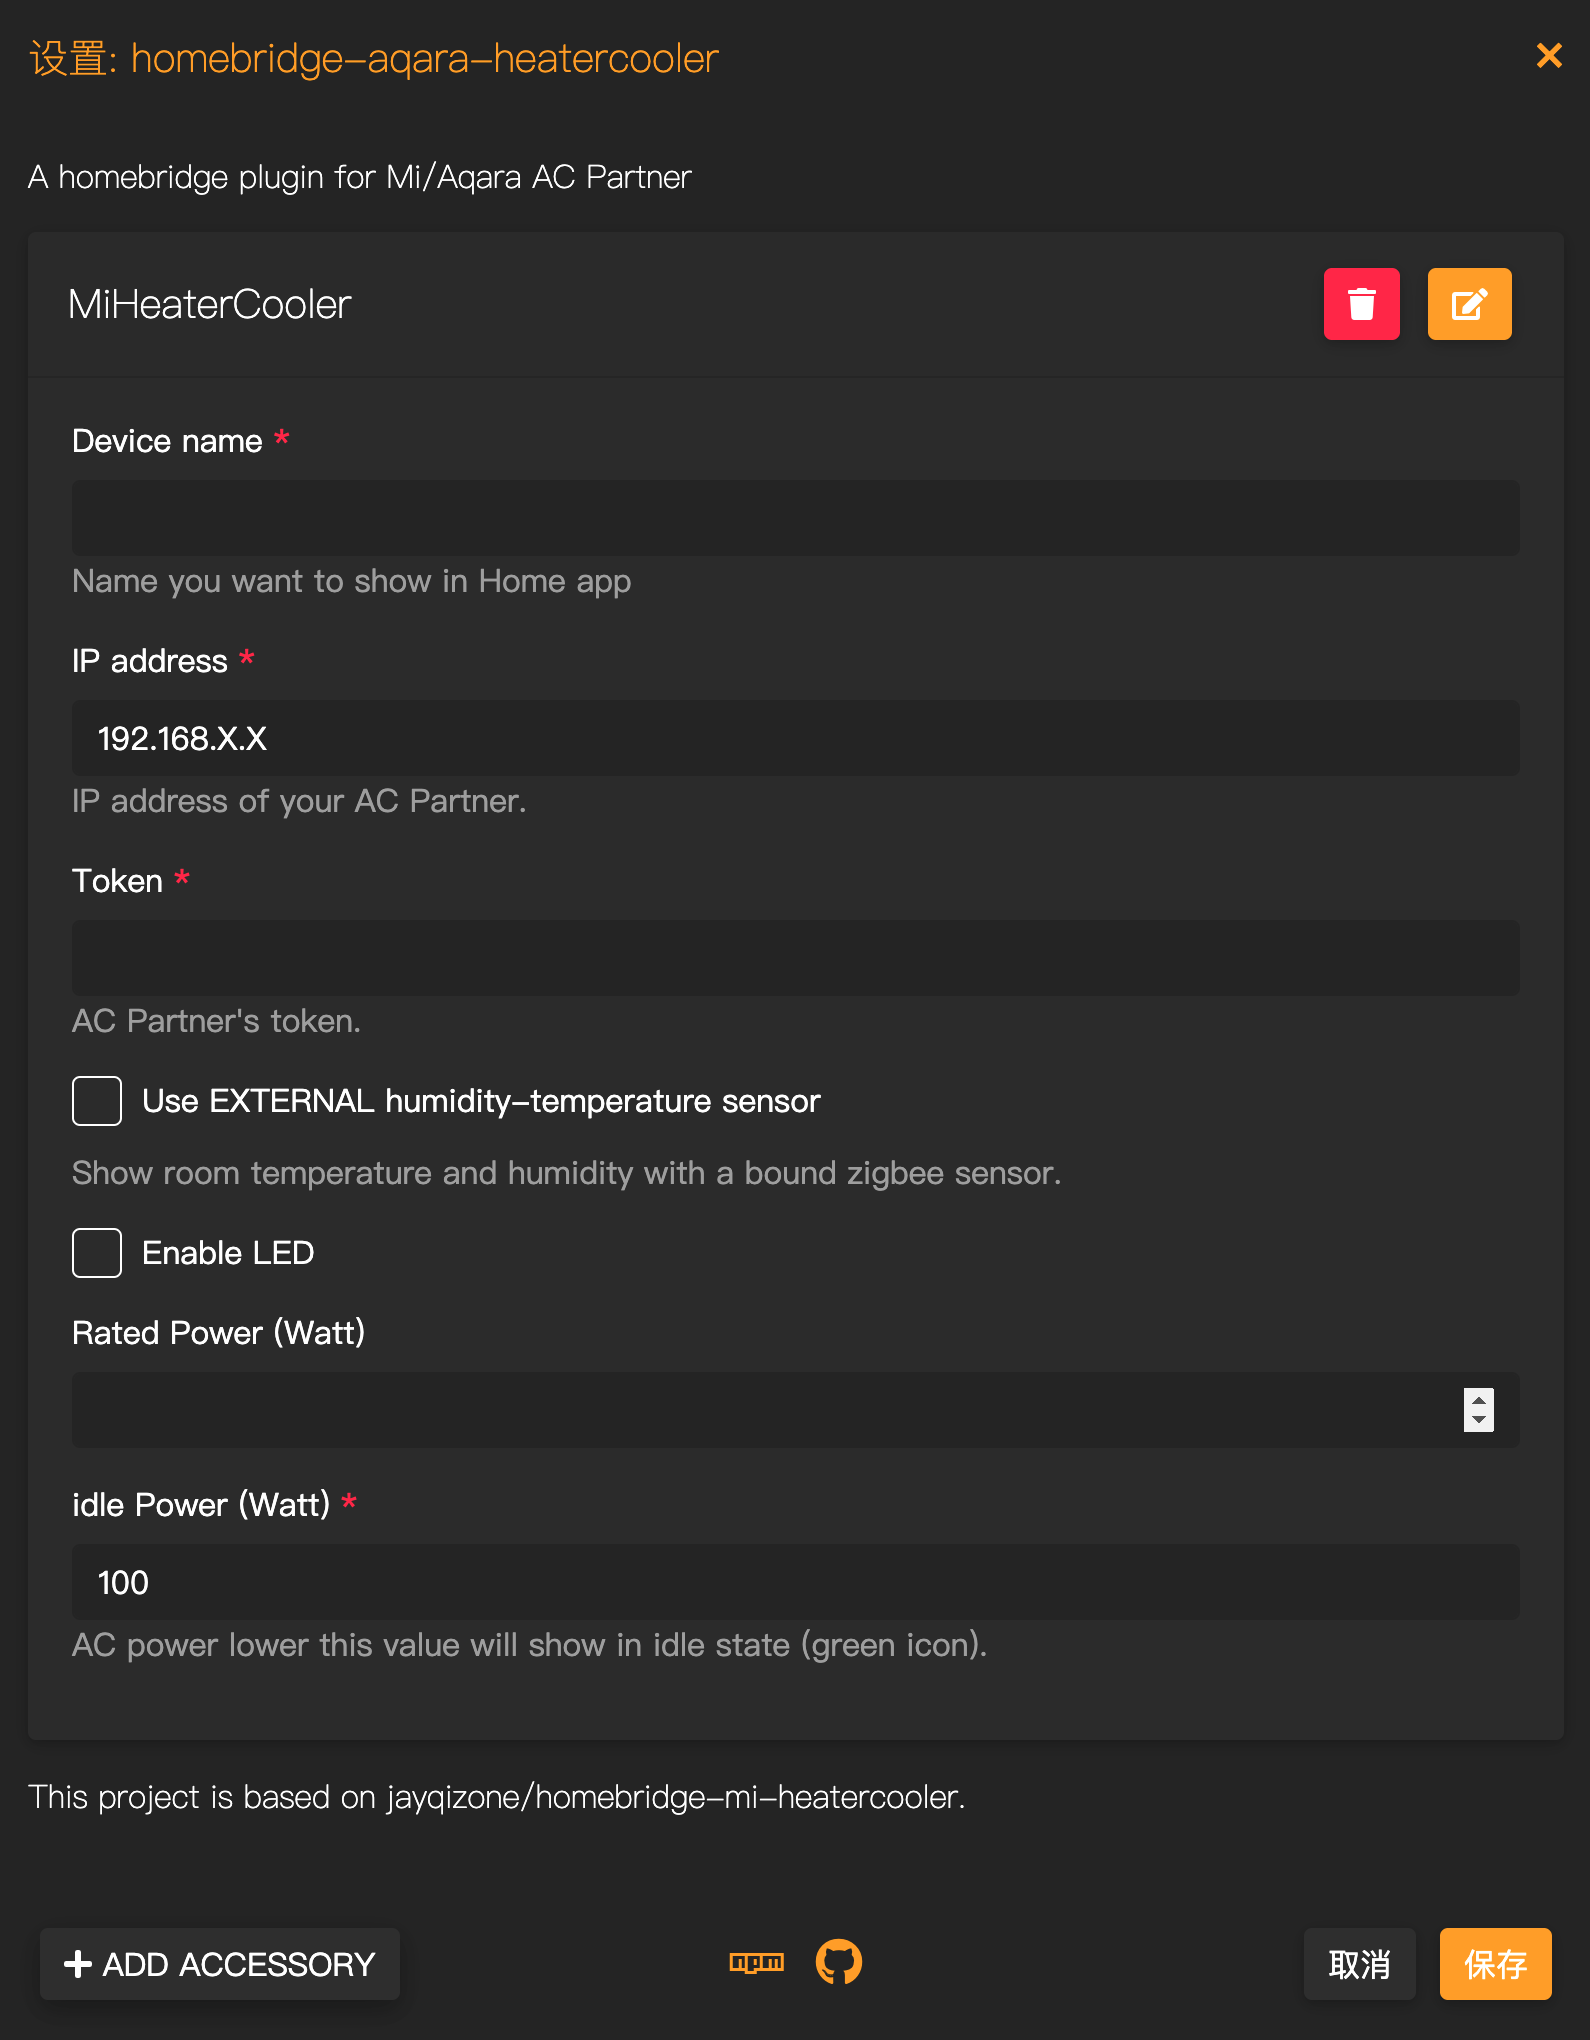 设置: homebridge-aqara-heatercooler
A homebridge plugin for Mi/Aqara AC Partner
MiHeaterCooler
Device name *
Name you want to show in Home app
IP address *
192.168.X.X
IP address of your AC Partner.
Token *
AC Partner's token.
Use EXTERNAL humidity-temperature sensor
Show room temperature and humidity with a bound zigbee sensor.
Enable LED
Rated Power (Watt)
idle Power (Watt) *
100
AC power lower this value will show in idle state (green icon).
This project is based on jayqizone/homebridge-mi-heatercooler.
ADD ACCESSORY
npm
取消
保存